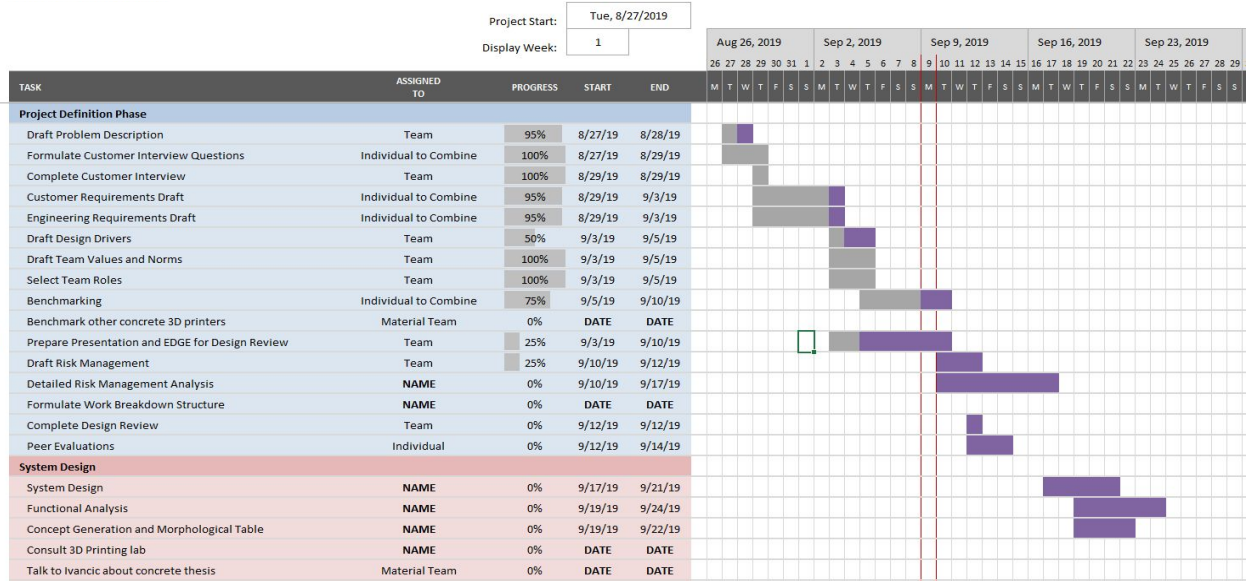 Project Start: Tue, 8/27/2019
Display Week: 1
Aug 26, 2019 Sep 2, 2019 Sep 9, 2019 Sep 16, 2019 Sep 23, 2019
26 27 28 29 30 31 1 2 3 4 5 6 7 8 9 10 11 12 13 14 15 16 17 18 19 20 21 22 23 24 25 26 27 28 29
TASK ASSIGNED TO PROGRESS START END M T W T F S S M T W T F S S M T W T F S S M T W T F S S M T W T F S S
Project Definition Phase
Draft Problem Description Team 95% 8/27/19 8/28/19
Formulate Customer Interview Questions Individual to Combine 100% 8/27/19 8/29/19
Complete Customer Interview Team 100% 8/29/19 8/29/19
Customer Requirements Draft Individual to Combine 95% 8/29/19 9/3/19
Engineering Requirements Draft Individual to Combine 95% 8/29/19 9/3/19
Draft Design Drivers Team 50% 9/3/19 9/5/19
Draft Team Values and Norms Team 100% 9/3/19 9/5/19
Select Team Roles Team 100% 9/3/19 9/5/19
Benchmarking Individual to Combine 75% 9/5/19 9/10/19
Benchmark other concrete 3D printers Material Team 0% DATE DATE
Prepare Presentation and EDGE for Design Review Team 25% 9/3/19 9/10/19
Draft Risk Management Team 25% 9/10/19 9/12/19
Detailed Risk Management Analysis NAME 0% 9/10/19 9/17/19
Formulate Work Breakdown Structure NAME 0% DATE DATE
Complete Design Review Team 0% 9/12/19 9/12/19
Peer Evaluations Individual 0% 9/12/19 9/14/19
System Design
System Design NAME 0% 9/17/19 9/21/19
Functional Analysis NAME 0% 9/19/19 9/24/19
Concept Generation and Morphological Table NAME 0% 9/19/19 9/22/19
Consult 3D Printing lab NAME 0% DATE DATE
Talk to Ivancic about concrete thesis Material Team 0% DATE DATE